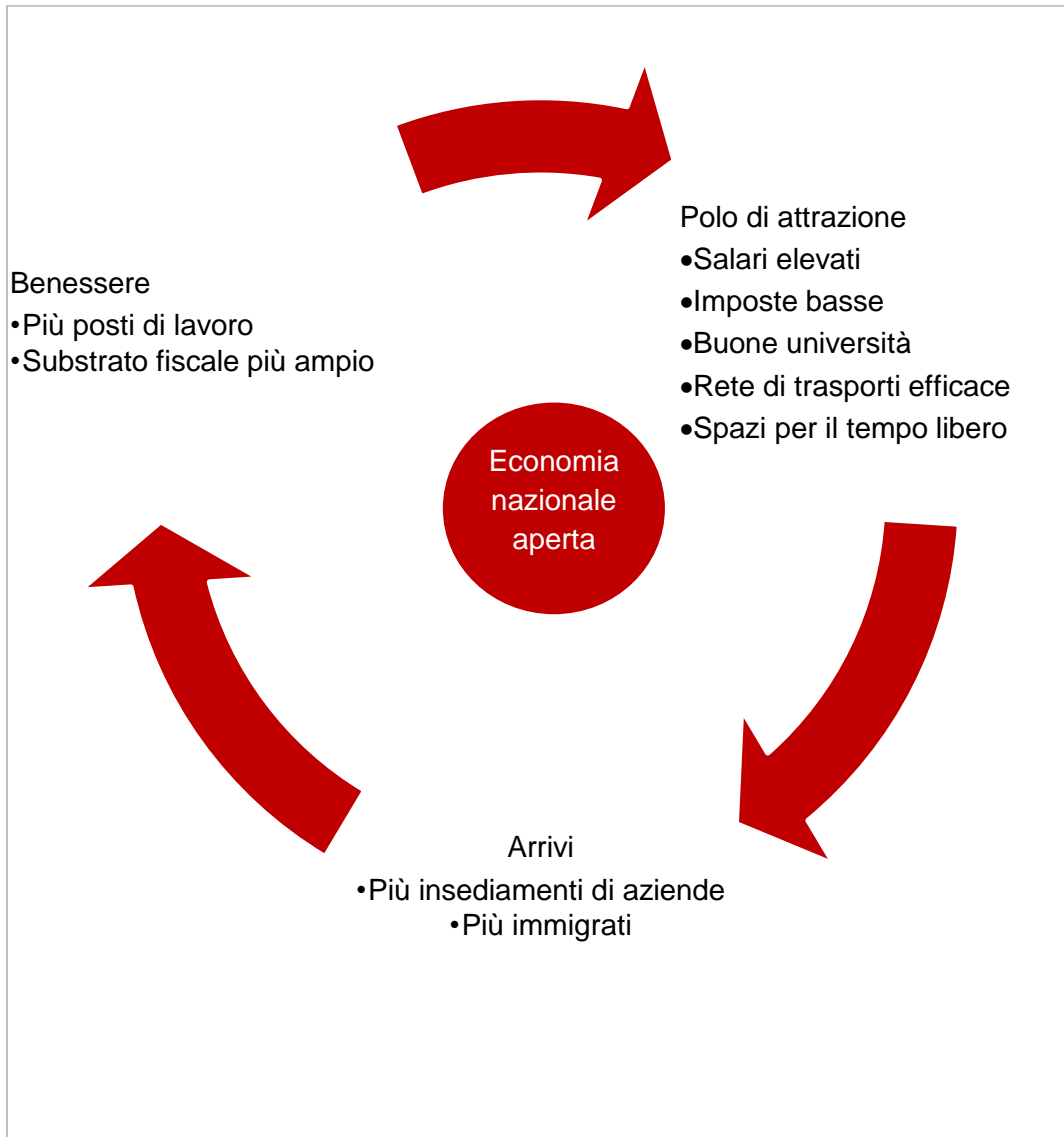 Polo di attrazione
•Salari elevati
•Imposte basse
•Buone università
•Rete di trasporti efficace
•Spazi per il tempo libero
Arrivi
•Più insediamenti di aziende
•Più immigrati
Benessere
•Più posti di lavoro
•Substrato fiscale più ampio
Economia
nazionale
aperta